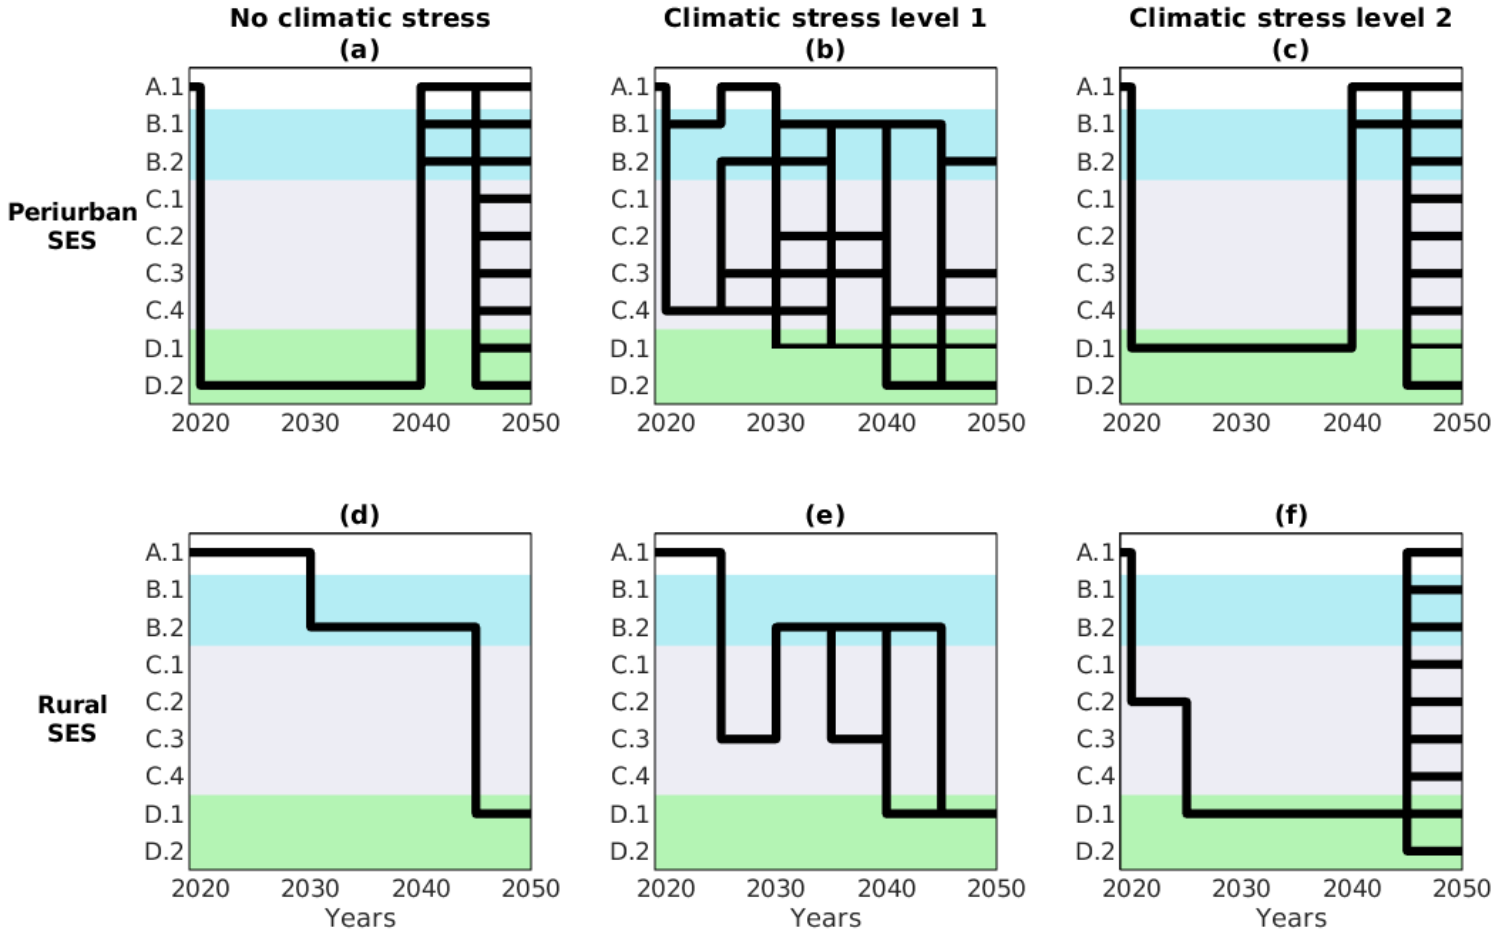 No climatic stress
(a)
Climatic stress level 1
(b)
Climatic stress level 2
(c)
Periurban
SES
A.1
B.1
B.2
C.1
C.2
C.3
C.4
D.1
D.2
2020 2030 2040 2050
A.1
B.1
B.2
C.1
C.2
C.3
C.4
D.1
D.2
2020 2030 2040 2050
A.1
B.1
B.2
C.1
C.2
C.3
C.4
D.1
D.2
2020 2030 2040 2050
Rural
SES
(d)
A.1
B.1
B.2
C.1
C.2
C.3
C.4
D.1
D.2
2020 2030 2040 2050
Years
(e)
A.1
B.1
B.2
C.1
C.2
C.3
C.4
D.1
D.2
2020 2030 2040 2050
Years
(f)
A.1
B.1
B.2
C.1
C.2
C.3
C.4
D.1
D.2
2020 2030 2040 2050
Years